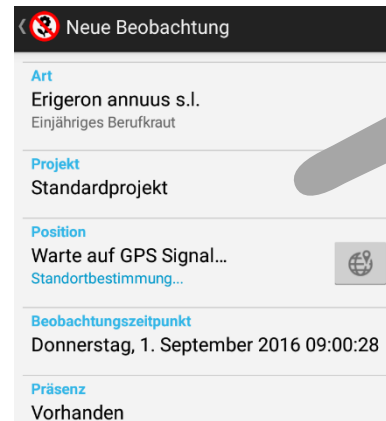 Neue Beobachtung
Art
Erigeron annuus s.l.
Einjähriges Berufkraut
Projekt
Standardprojekt
Position
Warte auf GPS Signal...
Standortbestimmung...
Beobachtungszeitpunkt
Donnerstag, 1. September 2016 09:00:28
Präsenz
Vorhanden